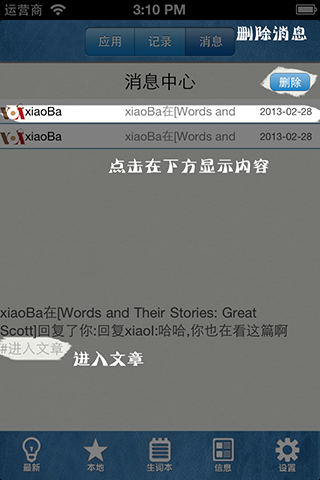 运营商 3:10 PM
应用 记录 消息 删除消息
消息中心 删除
VOA xiaoBa xiaoBa在[Words and 2013-02-28
VOA xiaoBa xiaoBa在[Words and 2013-02-28
点击在下方显示内容
xiaoBa在[Words and Their Stories: Great
Scott]回复了你:回复xiaoI:哈哈,你也在看这篇啊
#进入文章 进入文章
最新 本地 生词本 信息 设置